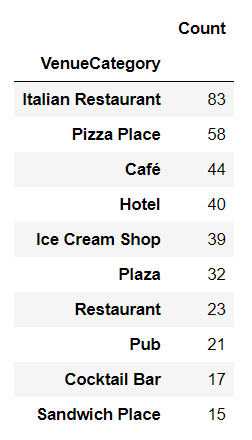 Count
VenueCategory
Italian Restaurant 83
Pizza Place 58
Café 44
Hotel 40
Ice Cream Shop 39
Plaza 32
Restaurant 23
Pub 21
Cocktail Bar 17
Sandwich Place 15